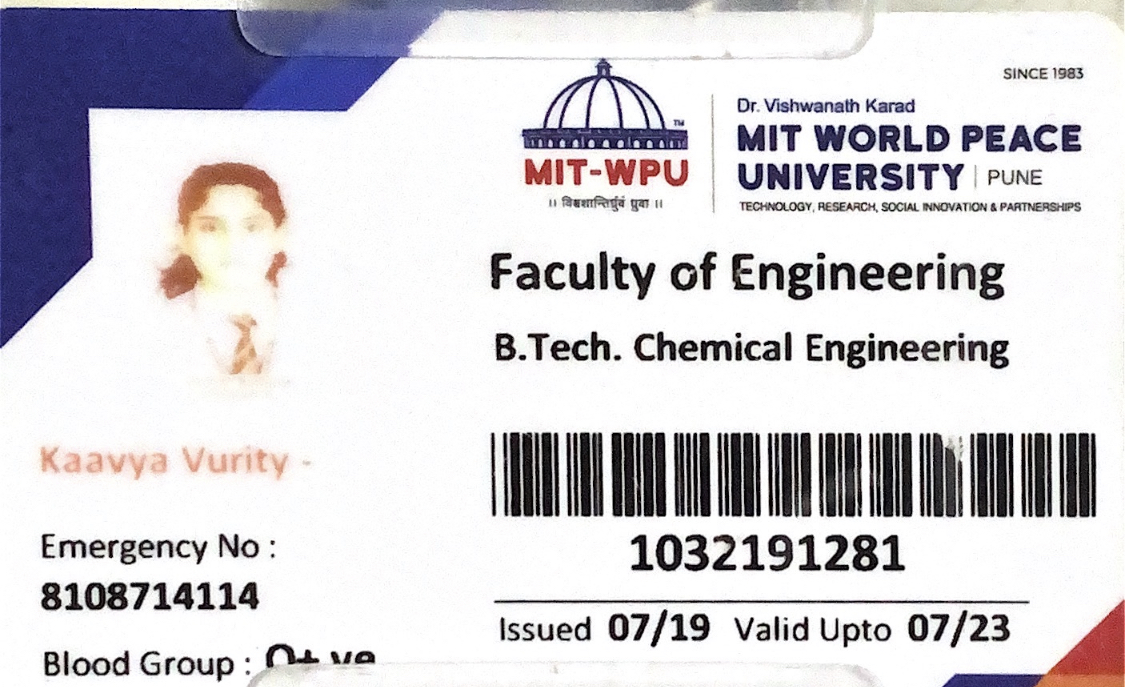 SINCE 1983
Dr. Vishwanath Karad
MIT WORLD PEACE
UNIVERSITY | PUNE
TECHNOLOGY, RESEARCH, SOCIAL INNOVATION & PARTNERSHIPS
TM
MIT-WPU
॥ विश्वशान्तिर्ध्रुवं ध्रुवा ॥
Faculty of Engineering
B.Tech. Chemical Engineering
Kaavya Vurity -
Emergency No :
8108714114
Blood Group : O+ ve
1032191281
Issued 07/19 Valid Upto 07/23